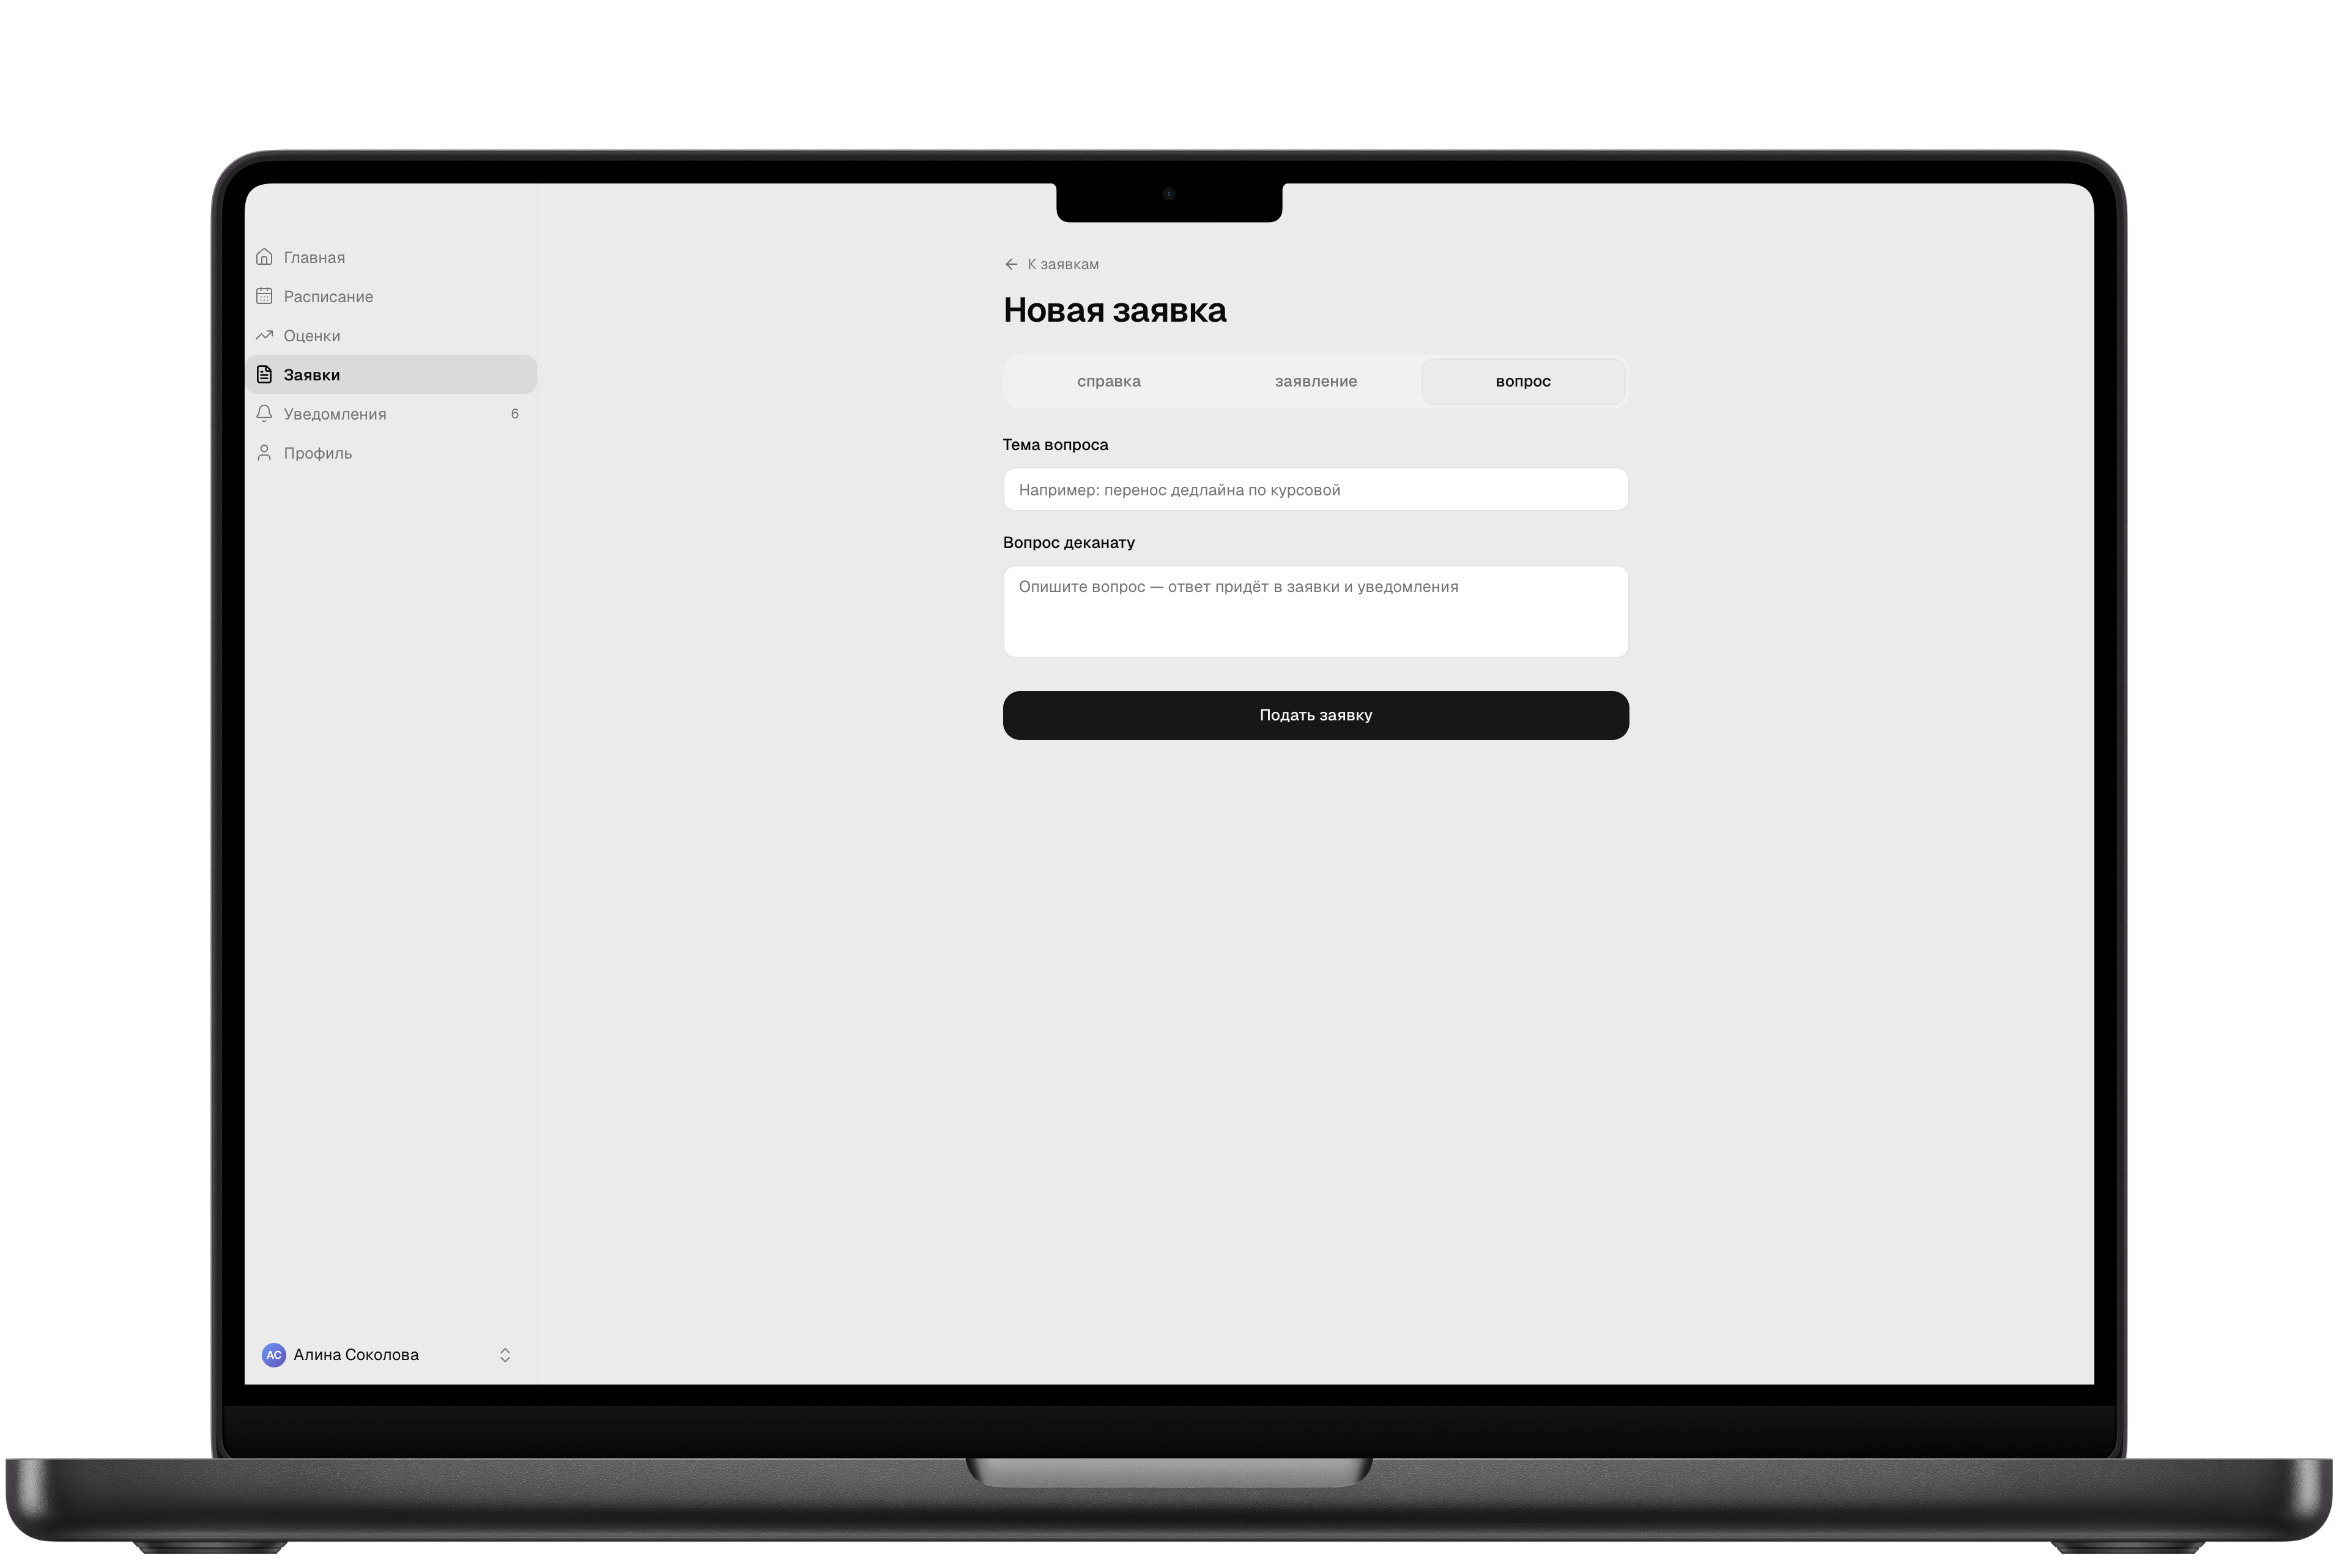 Главная
Расписание
Оценки
Заявки
Уведомления 6
Профиль
К заявкам
Новая заявка
справка заявление вопрос
Тема вопроса
Например: перенос дедлайна по курсовой
Вопрос деканату
Опишите вопрос — ответ придёт в заявки и уведомления
Подать заявку
АС Алина Соколова